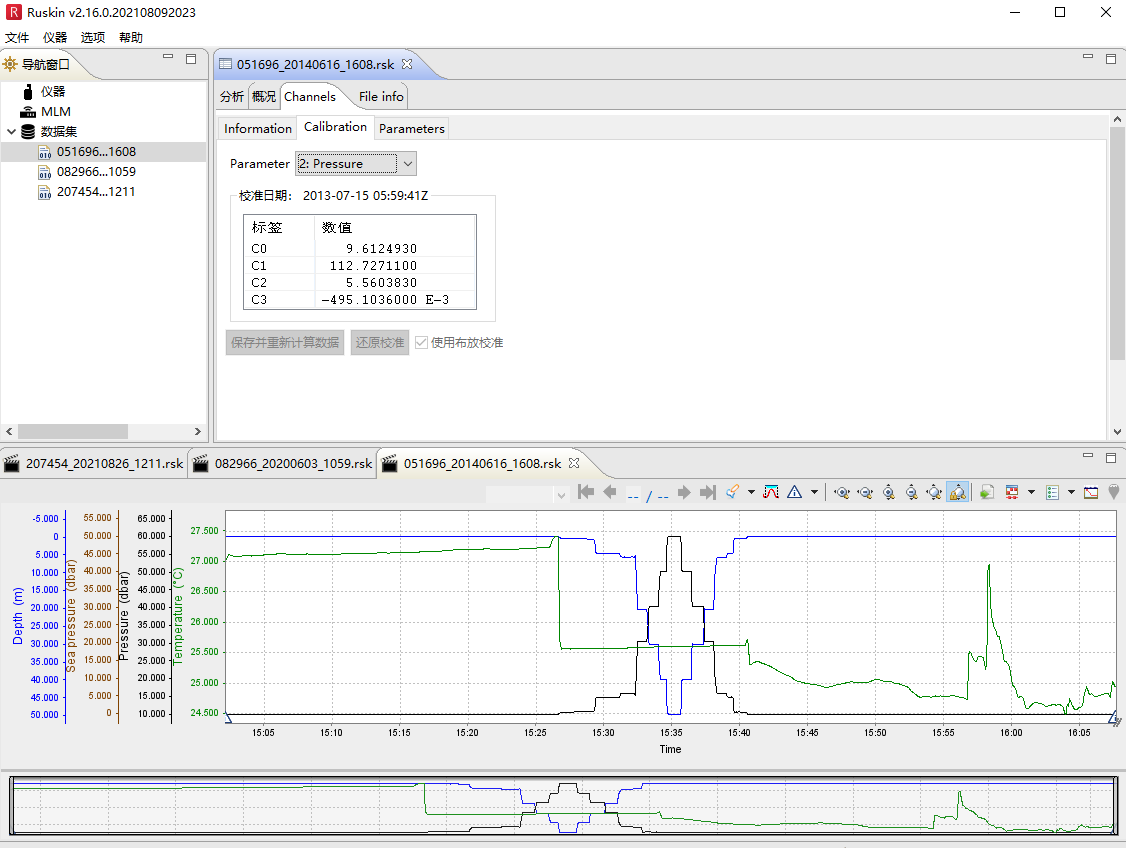 Ruskin v2.16.0.202108092023
文件 仪器 选项 帮助
导航窗口
仪器
MLM
数据集
051696...1608
082966...1059
207454...1211
051696_20140616_1608.rsk
分析 概况 Channels File info
Information Calibration Parameters
Parameter 2: Pressure
校准日期: 2013-07-15 05:59:41Z
标签 数值
C0 9.6124930
C1 112.7271100
C2 5.5603830
C3 -495.1036000 E-3
保存并重新计算数据 还原校准 使用布放校准
207454_20210826_1211.rsk 082966_20200603_1059.rsk 051696_20140616_1608.rsk
-- / --
Depth (m)
-5.000
0
5.000
10.000
15.000
20.000
25.000
30.000
35.000
40.000
45.000
50.000
Sea pressure (dbar)
55.000
50.000
45.000
40.000
35.000
30.000
25.000
20.000
15.000
10.000
5.000
0
Pressure (dbar)
65.000
60.000
55.000
50.000
45.000
40.000
35.000
30.000
25.000
20.000
15.000
10.000
Temperature (°C)
27.500
27.000
26.500
26.000
25.500
25.000
24.500
15:05 15:10 15:15 15:20 15:25 15:30 15:35 15:40 15:45 15:50 15:55 16:00 16:05
Time